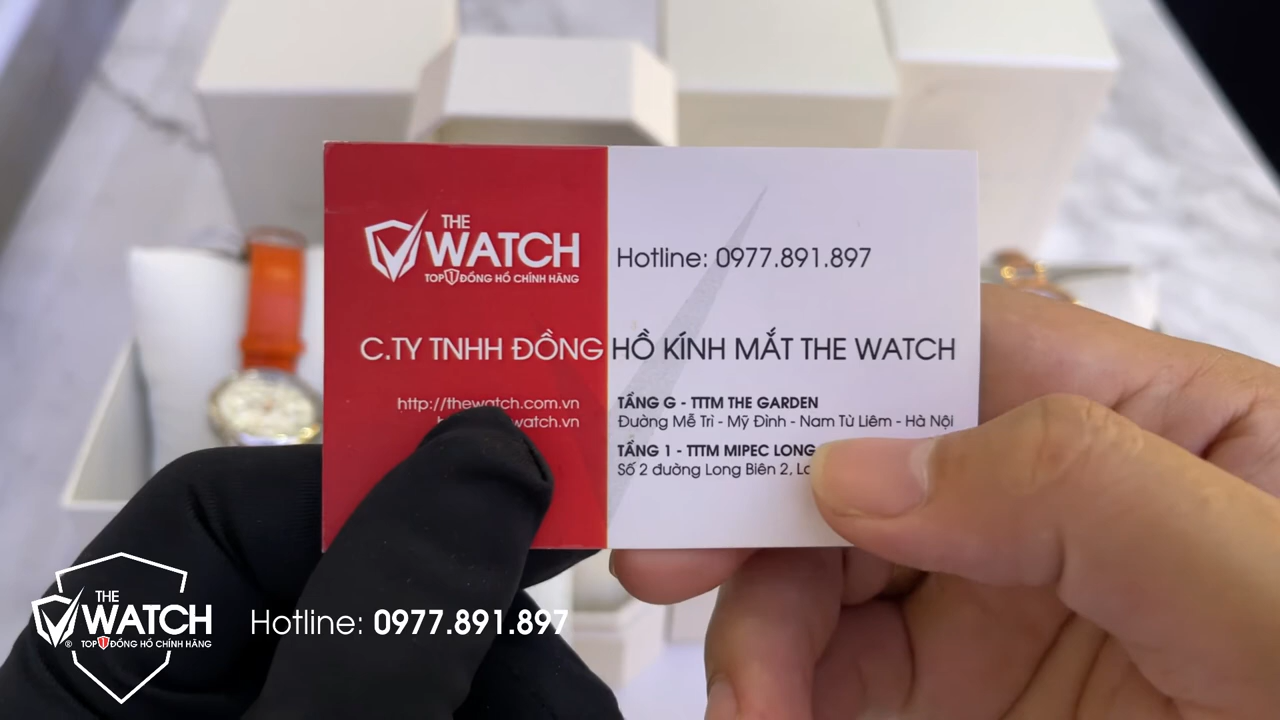 THE
WATCH
TOP 1 ĐỒNG HỒ CHÍNH HÃNG
Hotline: 0977.891.897
C.TY TNHH ĐỒNG HỒ KÍNH MẮT THE WATCH
http://thewatch.com.vn
watch.vn
TẦNG G - TTTM THE GARDEN
Đường Mễ Trì - Mỹ Đình - Nam Từ Liêm - Hà Nội
TẦNG 1 - TTTM MIPEC LONG
Số 2 đường Long Biên 2,
THE
WATCH
®
TOP 1 ĐỒNG HỒ CHÍNH HÃNG
Hotline: 0977.891.897